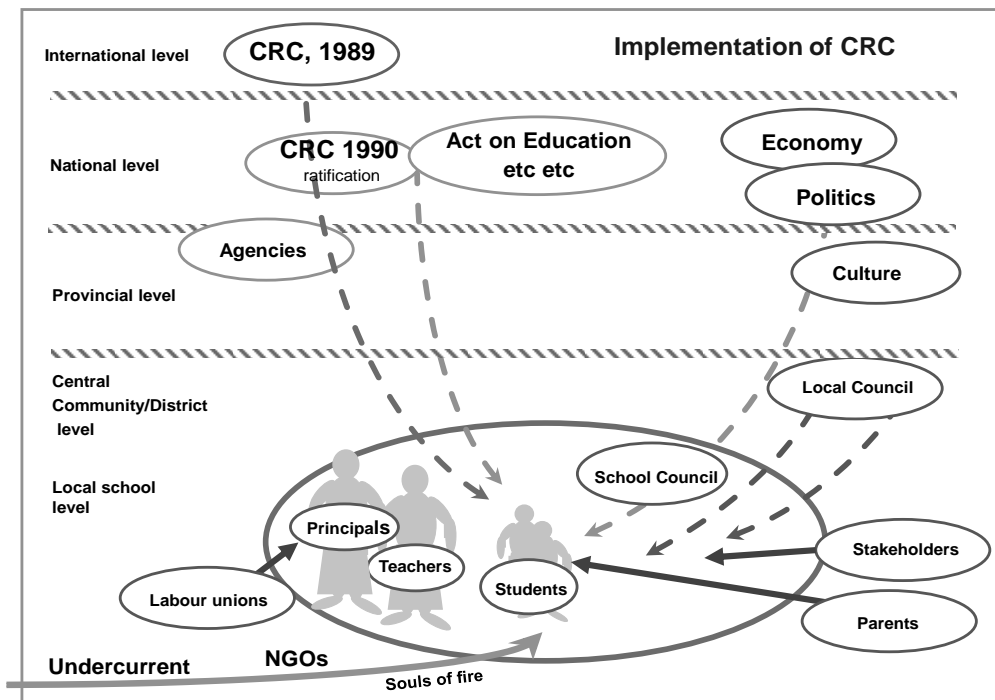 International level
CRC, 1989
Implementation of CRC
National level
CRC 1990
ratification
Act on Education
etc etc
Economy
Politics
Agencies
Provincial level
Culture
Central
Community/District
level
Local Council
Local school
level
School Council
Principals
Teachers
Students
Stakeholders
Labour unions
Parents
Undercurrent
NGOs
Souls of fire